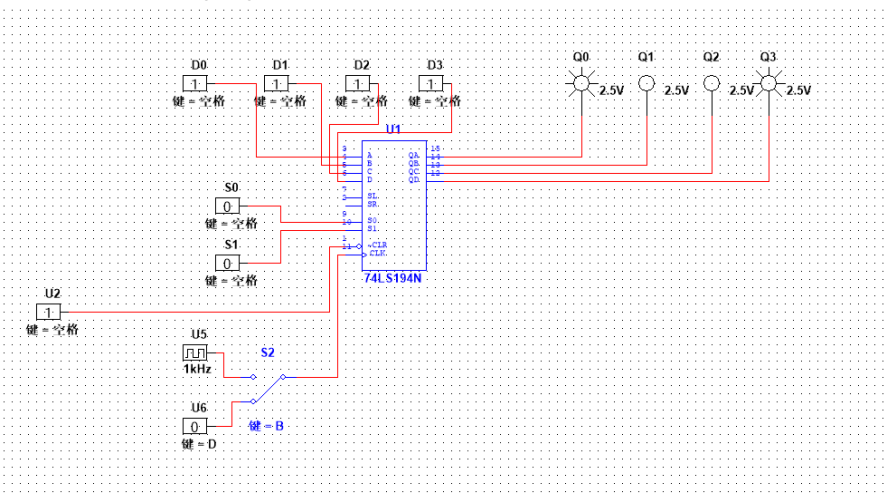 D0 D1 D2 D3
1 1 1 1
键 = 空格 键 = 空格 键 = 空格 键 = 空格
Q0 Q1 Q2 Q3
2.5V 2.5V 2.5V 2.5V
U1
3 A QA 15
4 B QB 14
5 C QC 13
6 D QD 12
7 SL
2 SR
9 S0
10 S1
1 ~CLR
11 CLK
74LS194N
S0
0
键 = 空格
S1
0
键 = 空格
U2
1
键 = 空格
U5
1kHz
S2
键 = B
U6
0
键 = D